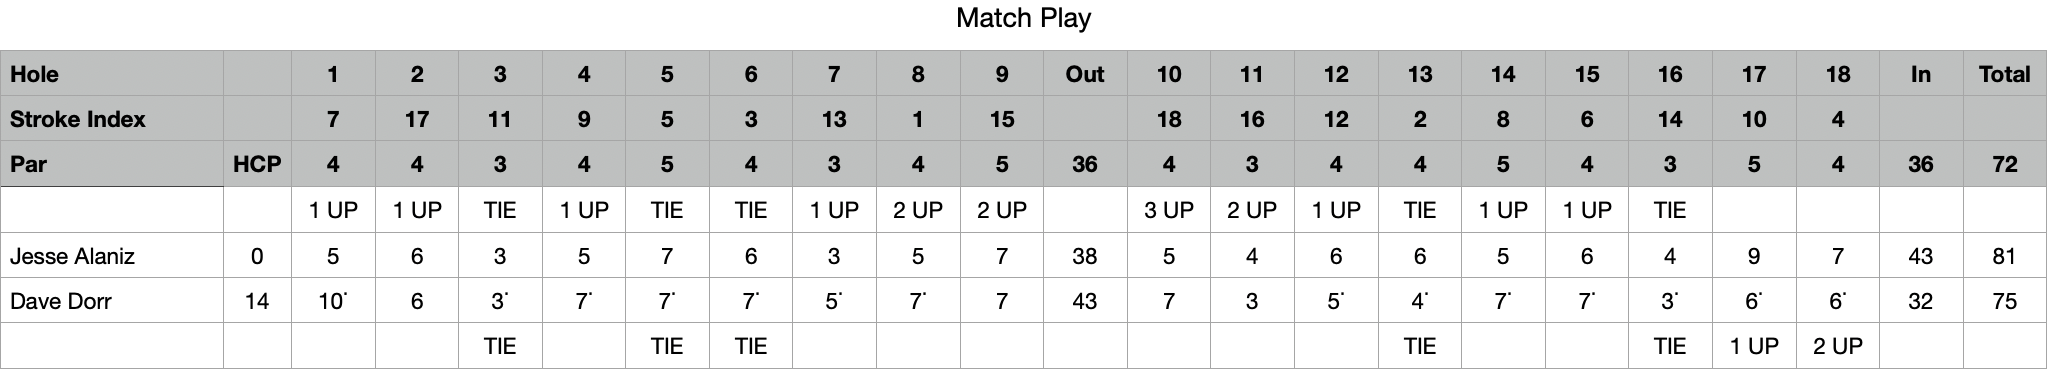 Match Play
Hole 1 2 3 4 5 6 7 8 9 Out 10 11 12 13 14 15 16 17 18 In Total
Stroke Index 7 17 11 9 5 3 13 1 15 18 16 12 2 8 6 14 10 4
Par HCP 4 4 3 4 5 4 3 4 5 36 4 3 4 4 5 4 3 5 4 36 72
1 UP 1 UP TIE 1 UP TIE TIE 1 UP 2 UP 2 UP 3 UP 2 UP 1 UP TIE 1 UP 1 UP TIE
Jesse Alaniz 0 5 6 3 5 7 6 3 5 7 38 5 4 6 6 5 6 4 9 7 43 81
Dave Dorr 14 10· 6 3· 7· 7· 7· 5· 7· 7 43 7 3 5· 4· 7· 7· 3· 6· 6· 32 75
TIE TIE TIE TIE TIE 1 UP 2 UP